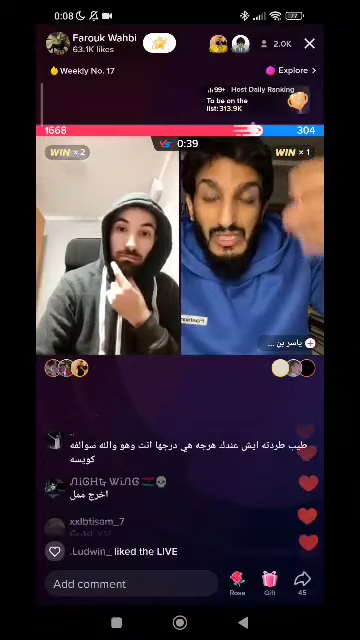 0:08
Farouk Wahbi
63.1K likes
2.0K
Weekly No. 17
Explore >
99+ Host Daily Ranking
To be on the
list: 313.9K
1668
304
WIN × 2
VS 0:39
WIN × 1
ياسر بن ...
طيب طردته ايش عندك هرجه هي درجها انت وهو والله سوالفه
كويسه
ᏁiGHt ᎳiᏁG
اخرج ممل
xxlbtisam_7
.Ludwin_ liked the LIVE
Add comment
Rose
Gift
45